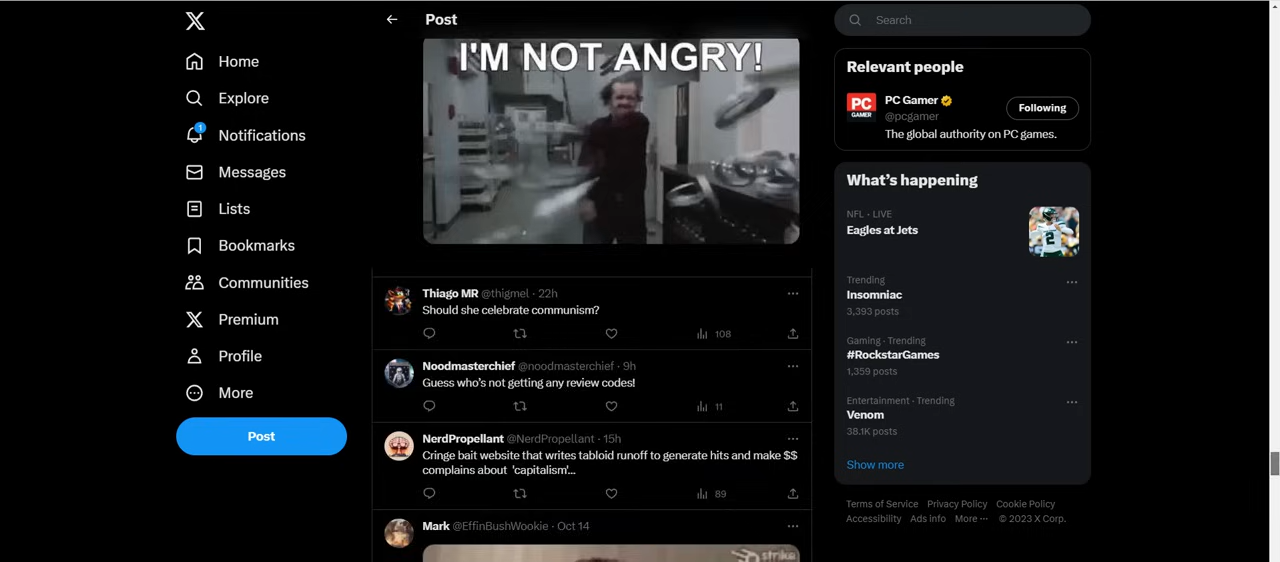 Home
Explore
1
Notifications
Messages
Lists
Bookmarks
Communities
Premium
Profile
More
Post
Post
I'M NOT ANGRY!
Thiago MR @thigmel · 22h
Should she celebrate communism?
108
Noodmasterchief @noodmasterchief · 9h
Guess who's not getting any review codes!
11
NerdPropellant @NerdPropellant · 15h
Cringe bait website that writes tabloid runoff to generate hits and make $$
complains about 'capitalism'...
89
Mark @EffinBushWookie · Oct 14
strike
Search
Relevant people
PC GAMER
PC Gamer
@pcgamer
Following
The global authority on PC games.
What's happening
NFL · LIVE
Eagles at Jets
2
Trending
Insomniac
3,393 posts
Gaming · Trending
#RockstarGames
1,359 posts
Entertainment · Trending
Venom
38.1K posts
Show more
Terms of Service Privacy Policy Cookie Policy
Accessibility Ads info More ··· © 2023 X Corp.